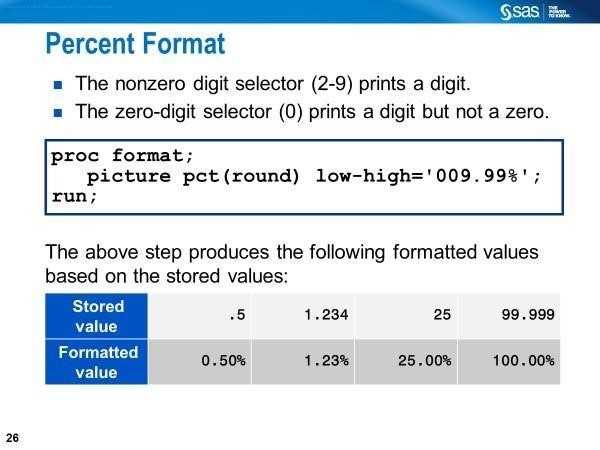 sas THE POWER TO KNOW.
Percent Format
The nonzero digit selector (2-9) prints a digit.
The zero-digit selector (0) prints a digit but not a zero.
proc format;
picture pct(round) low-high='009.99%';
run;
The above step produces the following formatted values
based on the stored values:
Stored value .5 1.234 25 99.999
Formatted value 0.50% 1.23% 25.00% 100.00%
26